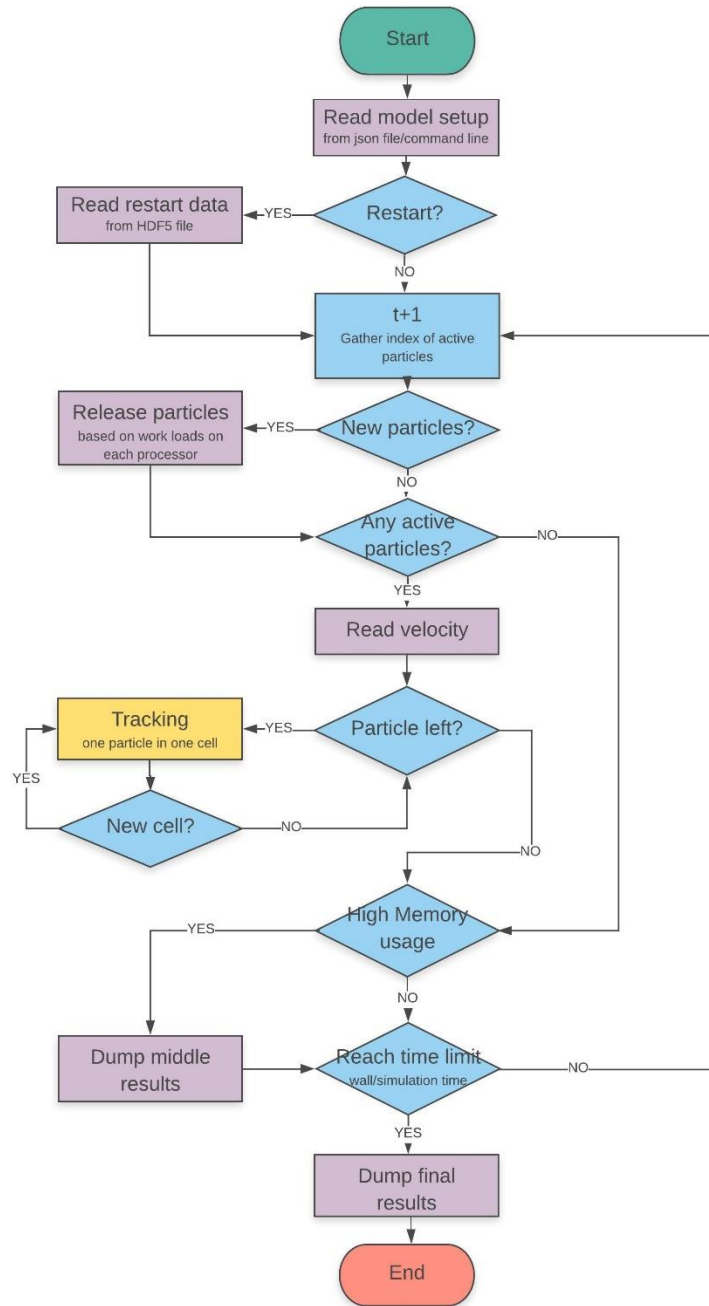 Start
Read model setup
from json file/command line
Read restart data
from HDF5 file
YES
Restart?
NO
t+1
Gather index of active
particles
Release particles
based on work loads on
each processor
YES
New particles?
NO
Any active
particles?
NO
YES
Read velocity
Tracking
one particle in one cell
YES
Particle left?
YES
New cell?
NO
NO
High Memory
usage
YES
NO
Dump middle
results
Reach time limit
wall/simulation time
NO
YES
Dump final
results
End